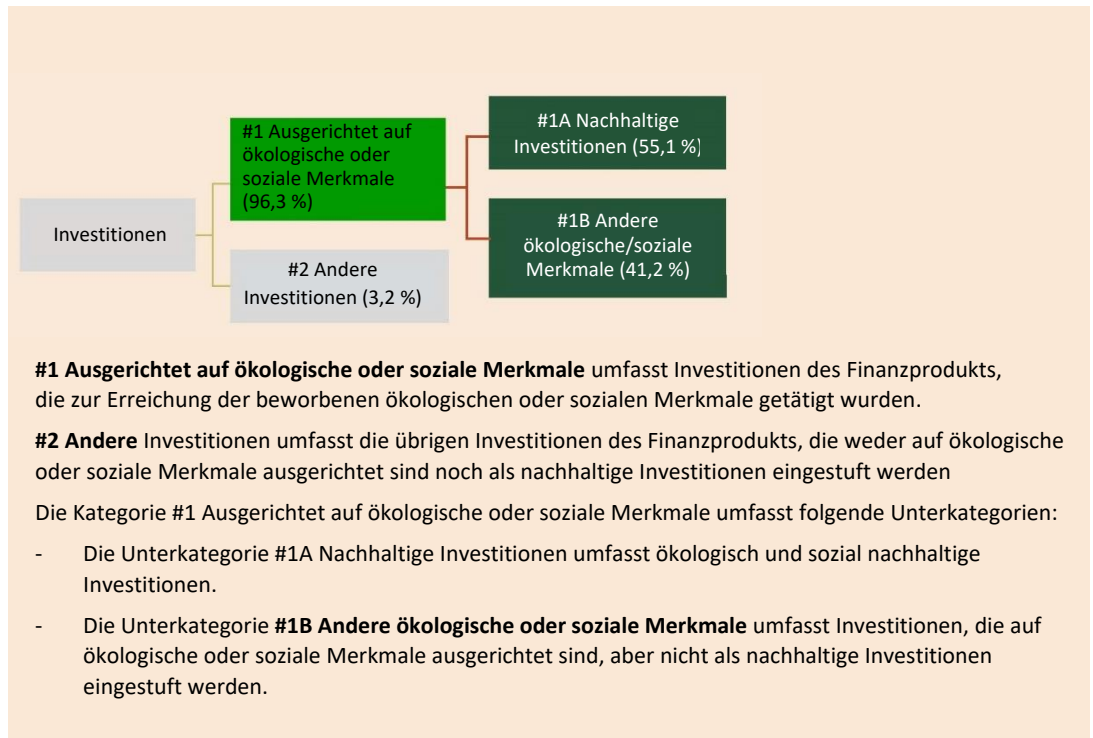 #1A Nachhaltige
Investitionen (55,1 %)
#1 Ausgerichtet auf
ökologische oder
soziale Merkmale
(96,3 %)
#1B Andere
ökologische/soziale
Merkmale (41,2 %)
Investitionen
#2 Andere
Investitionen (3,2 %)
#1 Ausgerichtet auf ökologische oder soziale Merkmale umfasst Investitionen des Finanzprodukts,
die zur Erreichung der beworbenen ökologischen oder sozialen Merkmale getätigt wurden.
#2 Andere Investitionen umfasst die übrigen Investitionen des Finanzprodukts, die weder auf ökologische
oder soziale Merkmale ausgerichtet sind noch als nachhaltige Investitionen eingestuft werden
Die Kategorie #1 Ausgerichtet auf ökologische oder soziale Merkmale umfasst folgende Unterkategorien:
- Die Unterkategorie #1A Nachhaltige Investitionen umfasst ökologisch und sozial nachhaltige
Investitionen.
- Die Unterkategorie #1B Andere ökologische oder soziale Merkmale umfasst Investitionen, die auf
ökologische oder soziale Merkmale ausgerichtet sind, aber nicht als nachhaltige Investitionen
eingestuft werden.